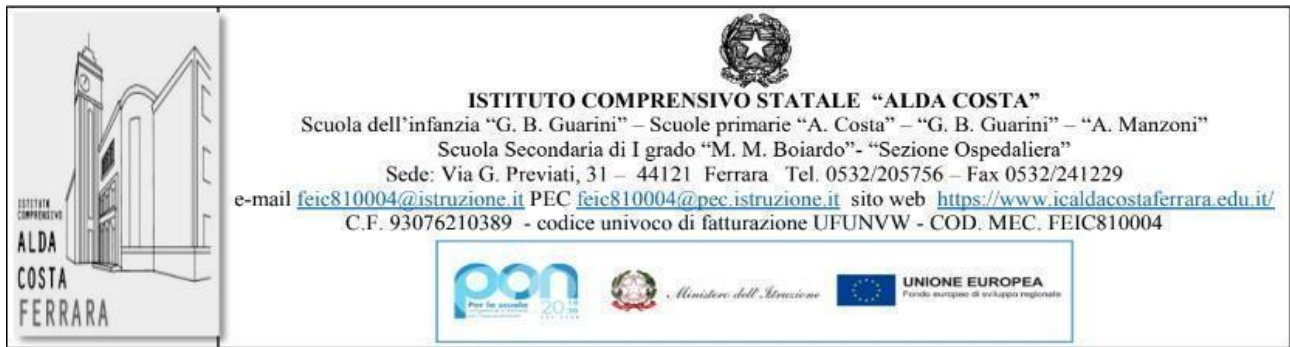 ISTITUTO COMPRENSIVO
ALDA
COSTA
FERRARA
ISTITUTO COMPRENSIVO STATALE “ALDA COSTA”
Scuola dell’infanzia “G. B. Guarini” – Scuole primarie “A. Costa” – “G. B. Guarini” – “A. Manzoni”
Scuola Secondaria di I grado “M. M. Boiardo”- “Sezione Ospedaliera”
Sede: Via G. Previati, 31 – 44121 Ferrara Tel. 0532/205756 – Fax 0532/241229
e-mail feic810004@istruzione.it PEC feic810004@pec.istruzione.it sito web https://www.icaldacostaferrara.edu.it/
C.F. 93076210389 - codice univoco di fatturazione UFUNVW - COD. MEC. FEIC810004
pon
Per la scuola
Ministero dell'Istruzione
UNIONE EUROPEA
Fondo europeo di sviluppo regionale